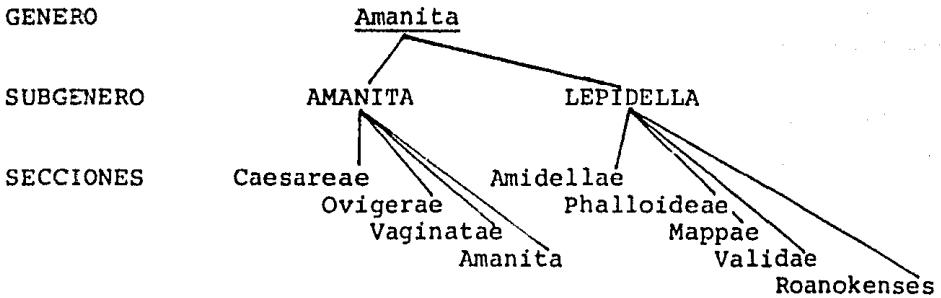 GENERO Amanita
SUBGENERO AMANITA LEPIDELLA
SECCIONES Caesareae Amidellae
Ovigerae Phalloideae
Vaginatae Mappae
Amanita Validae
Roanokenses